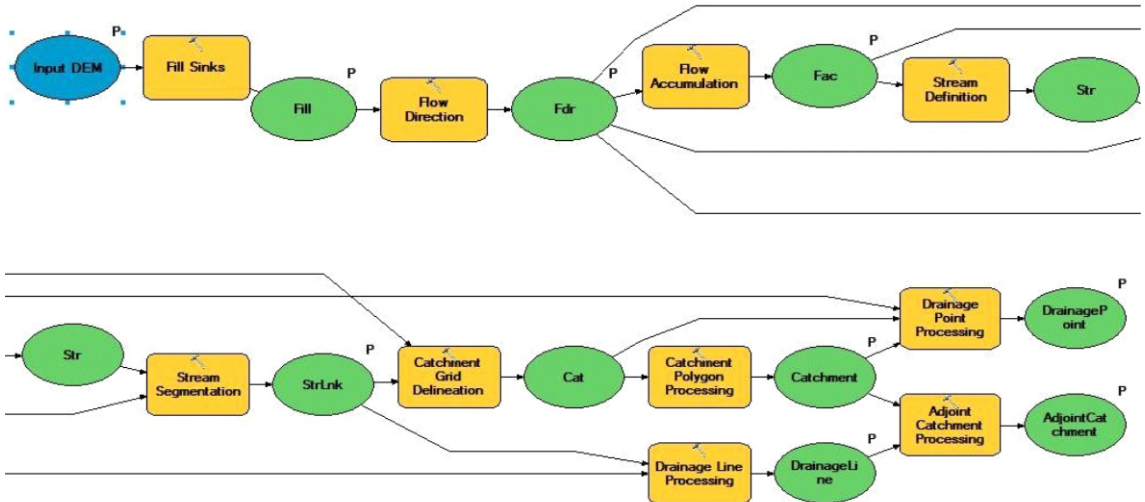 P
Input DEM
Fill Sinks
P
Fill
Flow
Direction
P
Fdr
Flow
Accumulation
P
Fac
Stream
Definition
P
Str
Str
Stream
Segmentation
P
StrLnk
Catchment
Grid
Delineation
P
Cat
Catchment
Polygon
Processing
P
Catchment
Drainage
Point
Processing
P
DrainageP
oint
Adjoint
Catchment
Processing
P
AdjointCat
chment
Drainage Line
Processing
P
DrainageLi
ne